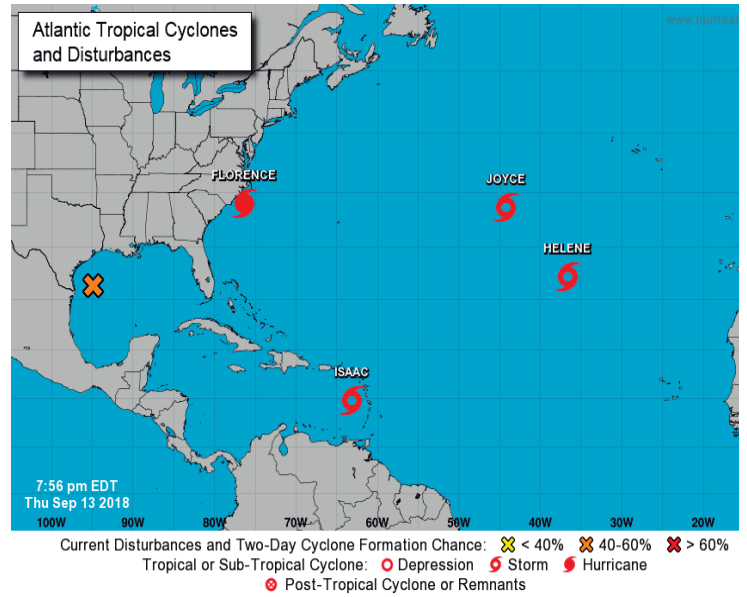 Atlantic Tropical Cyclones
and Disturbances
FLORENCE
JOYCE
HELENE
ISAAC
7:56 pm EDT
Thu Sep 13 2018
100W 90W 80W 70W 60W 50W 40W 30W 20W
Current Disturbances and Two-Day Cyclone Formation Chance: < 40% 40-60% > 60%
Tropical or Sub-Tropical Cyclone: Depression Storm Hurricane
Post-Tropical Cyclone or Remnants